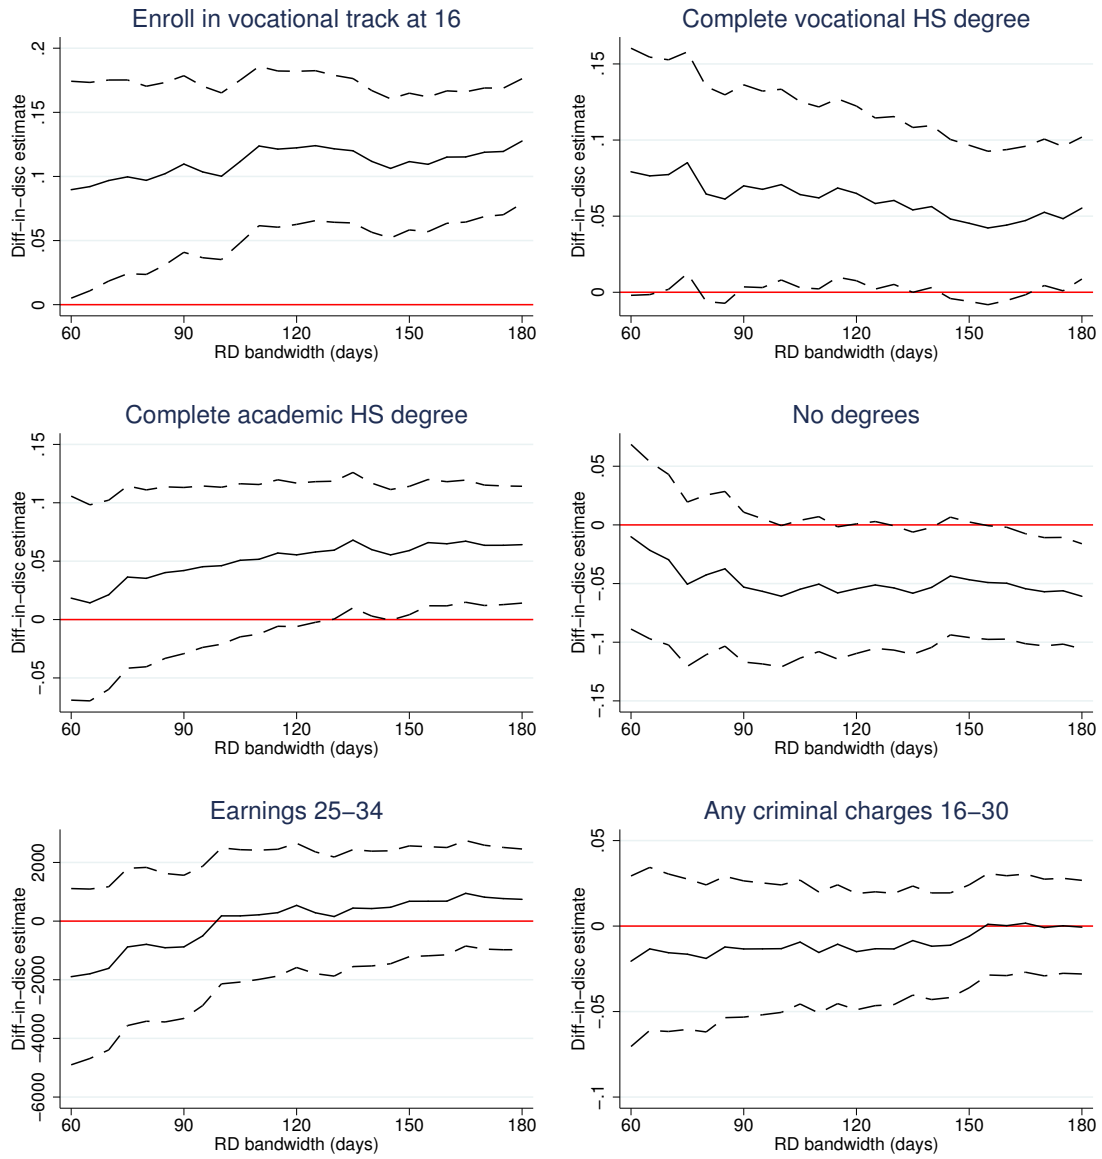 Enroll in vocational track at 16
Diff−in−disc estimate
.2
.15
.1
.05
0
60 90 120 150 180
RD bandwidth (days)
Complete vocational HS degree
Diff−in−disc estimate
.15
.1
.05
0
60 90 120 150 180
RD bandwidth (days)
Complete academic HS degree
Diff−in−disc estimate
.15
.1
.05
0
−.05
60 90 120 150 180
RD bandwidth (days)
No degrees
Diff−in−disc estimate
.05
0
−.05
−.1
−.15
60 90 120 150 180
RD bandwidth (days)
Earnings 25−34
Diff−in−disc estimate
2000
0
−2000
−4000
−6000
60 90 120 150 180
RD bandwidth (days)
Any criminal charges 16−30
Diff−in−disc estimate
.05
0
−.05
−.1
60 90 120 150 180
RD bandwidth (days)